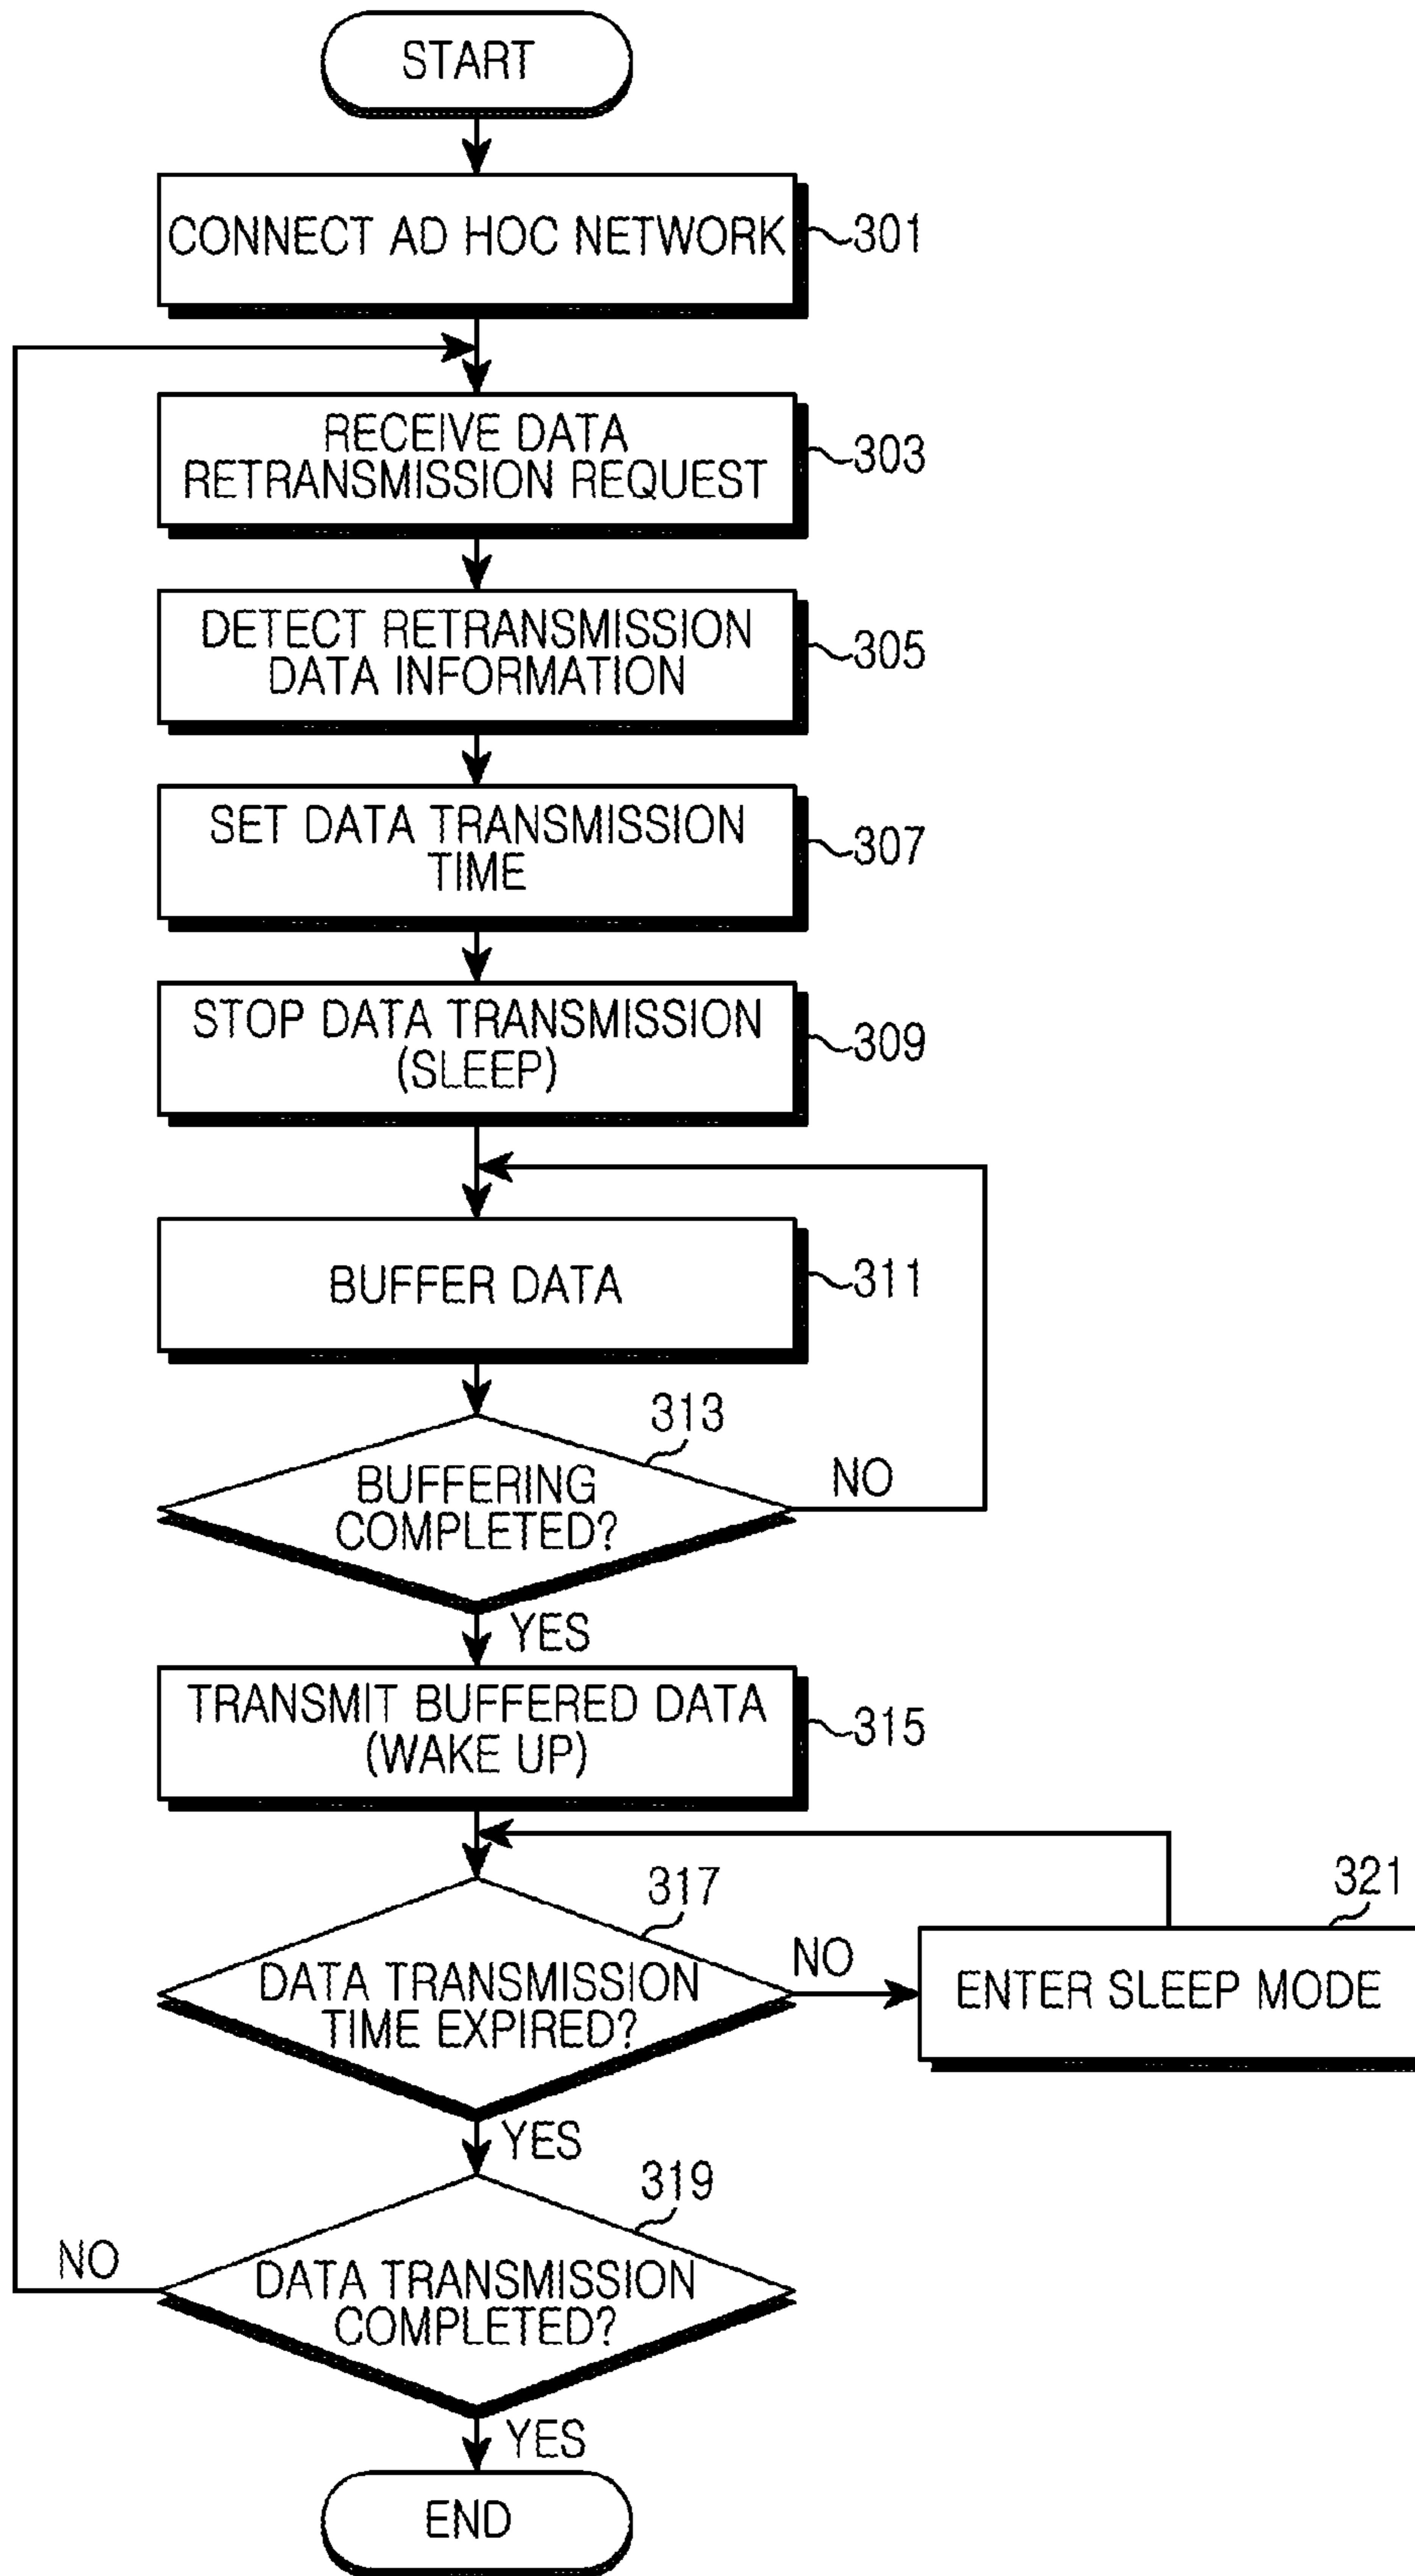 START
CONNECT AD HOC NETWORK
301
RECEIVE DATA
RETRANSMISSION REQUEST
303
DETECT RETRANSMISSION
DATA INFORMATION
305
SET DATA TRANSMISSION
TIME
307
STOP DATA TRANSMISSION
(SLEEP)
309
BUFFER DATA
311
313
BUFFERING
COMPLETED?
NO
YES
TRANSMIT BUFFERED DATA
(WAKE UP)
315
317
DATA TRANSMISSION
TIME EXPIRED?
NO
321
ENTER SLEEP MODE
YES
319
NO
DATA TRANSMISSION
COMPLETED?
YES
END